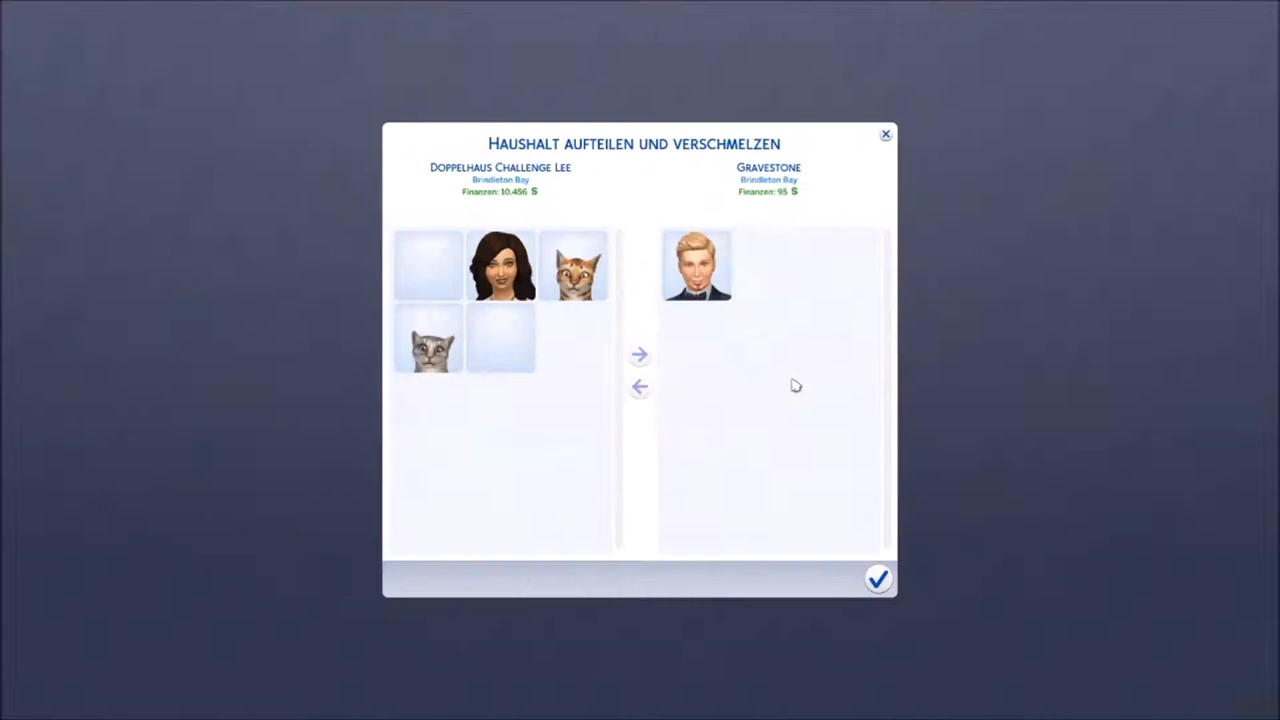 Haushalt aufteilen und verschmelzen
Doppelhaus Challenge Lee
Brindleton Bay
Finanzen: 10.456 §
Gravestone
Brindleton Bay
Finanzen: 95 §